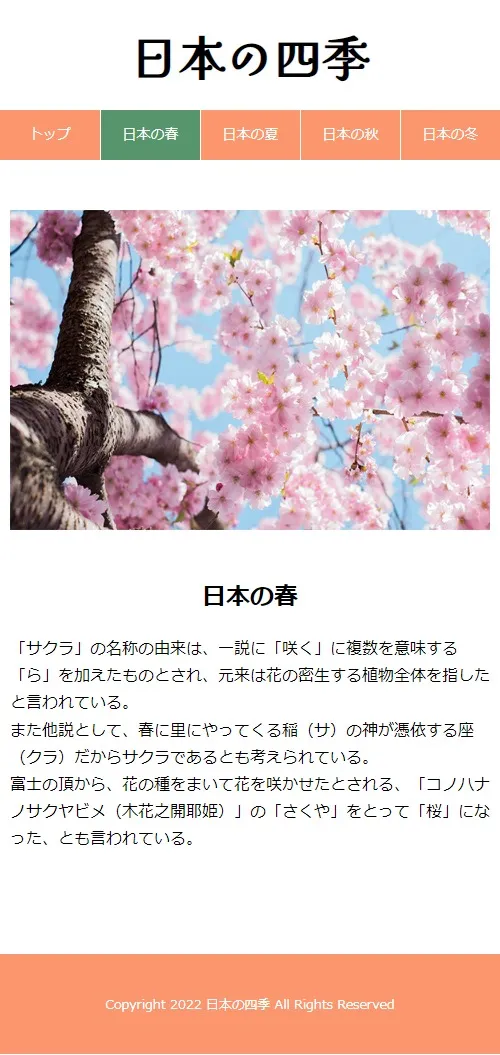 日本の四季
トップ
日本の春
日本の夏
日本の秋
日本の冬
日本の春
「サクラ」の名称の由来は、一説に「咲く」に複数を意味する
「ら」を加えたものとされ、元来は花の密生する植物全体を指した
と言われている。
また他説として、春に里にやってくる稲（サ）の神が憑依する座
（クラ）だからサクラであるとも考えられている。
富士の頂から、花の種をまいて花を咲かせたとされる、「コノハナ
ノサクヤビメ（木花之開耶姫）」の「さくや」をとって「桜」にな
った、とも言われている。
Copyright 2022 日本の四季 All Rights Reserved